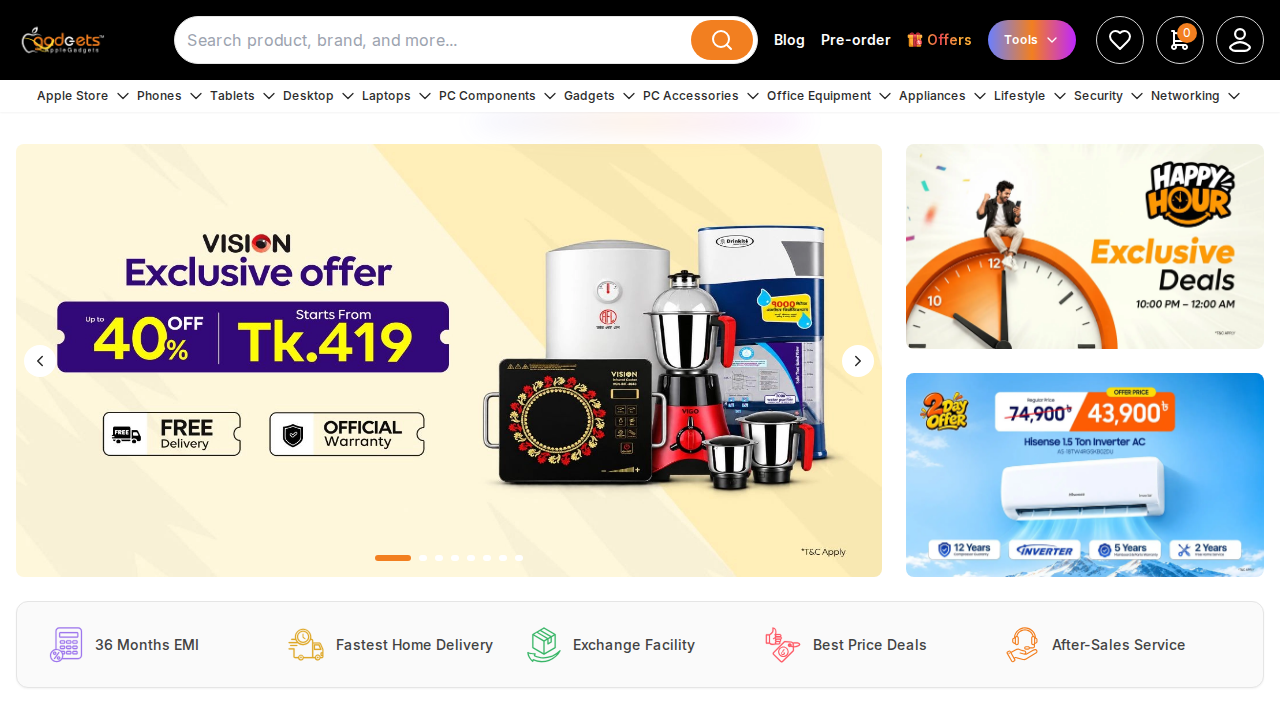 AppleGadgets
Search product, brand, and more...
Blog
Pre-order
Offers
Tools
0
Apple Store
Phones
Tablets
Desktop
Laptops
PC Components
Gadgets
PC Accessories
Office Equipment
Appliances
Lifestyle
Security
Networking
VISION
Exclusive offer
Up to
40% OFF
Starts From
Tk.419
FREE
FREE
Delivery
OFFICIAL
Warranty
Drinkit
VISION
VIGO
*T&C Apply
HAPPY
HOUR
Exclusive
Deals
10:00 PM – 12:00 AM
12
10
2 DAY
OFFER
Regular Price
74,900৳
OFFER PRICE
43,900৳
Hisense 1.5 Ton Inverter AC
Hisense
12 Years
INVERTER
5 Years
2 Years
36 Months EMI
Fastest Home Delivery
Exchange Facility
Best Price Deals
After-Sales Service